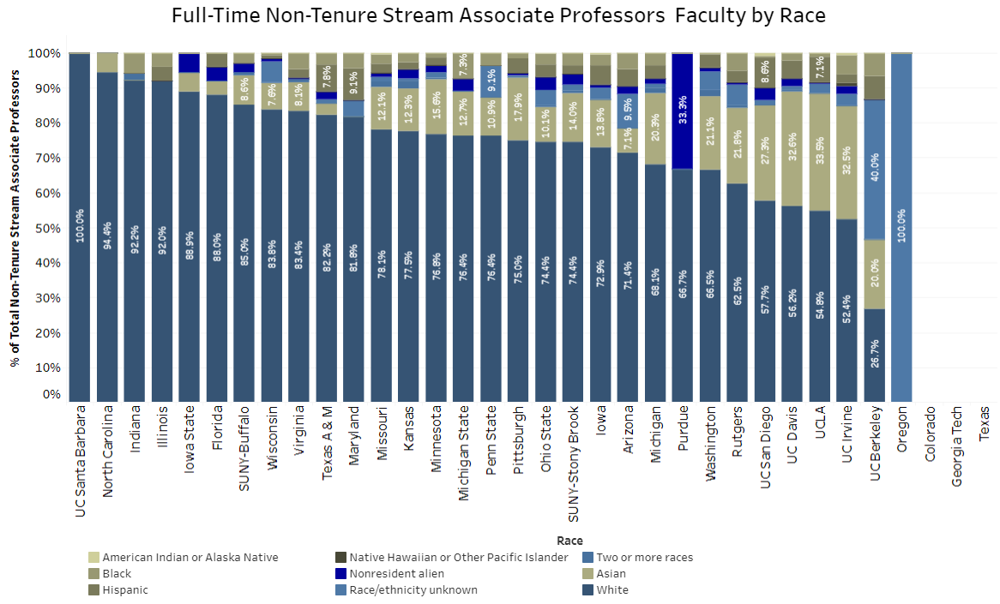 Full-Time Non-Tenure Stream Associate Professors Faculty by Race
% of Total Non-Tenure Stream Associate Professors
100%
90%
80%
70%
60%
50%
40%
30%
20%
10%
0%
100.0%
94.4%
92.2%
92.0%
88.9%
88.0%
85.0%
8.6%
83.8%
7.6%
83.4%
8.1%
82.2%
7.8%
81.8%
9.1%
78.1%
12.1%
77.5%
12.3%
76.8%
15.6%
76.4%
12.7%
7.3%
76.4%
10.9%
9.1%
75.0%
17.9%
74.4%
10.1%
74.4%
14.0%
72.9%
13.8%
71.4%
7.1%
9.5%
68.1%
20.3%
66.7%
33.3%
66.5%
21.1%
62.5%
21.8%
57.7%
27.3%
8.6%
56.2%
32.6%
54.8%
33.5%
7.1%
52.4%
32.5%
26.7%
20.0%
40.0%
100.0%
UC Santa Barbara
North Carolina
Indiana
Illinois
Iowa State
Florida
SUNY-Buffalo
Wisconsin
Virginia
Texas A & M
Maryland
Missouri
Kansas
Minnesota
Michigan State
Penn State
Pittsburgh
Ohio State
SUNY-Stony Brook
Iowa
Arizona
Michigan
Purdue
Washington
Rutgers
UC San Diego
UC Davis
UCLA
UC Irvine
UC Berkeley
Oregon
Colorado
Georgia Tech
Texas
Race
American Indian or Alaska Native
Native Hawaiian or Other Pacific Islander
Two or more races
Black
Nonresident alien
Asian
Hispanic
Race/ethnicity unknown
White